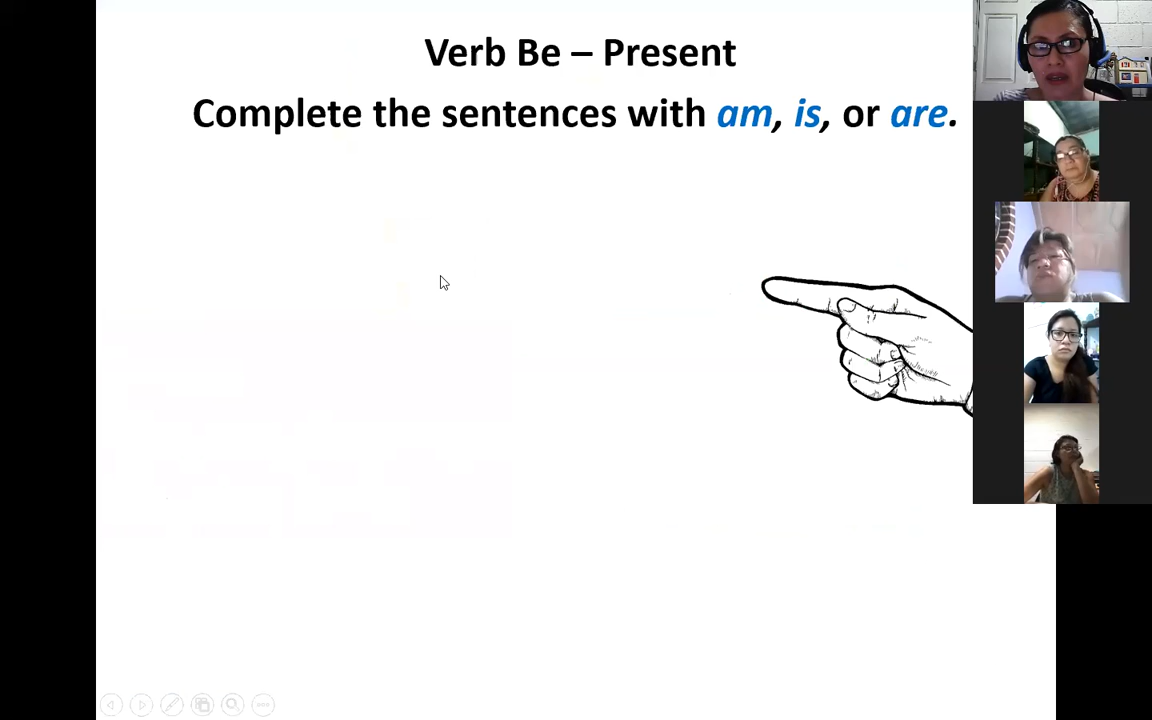 Verb Be – Present
Complete the sentences with am, is, or are.